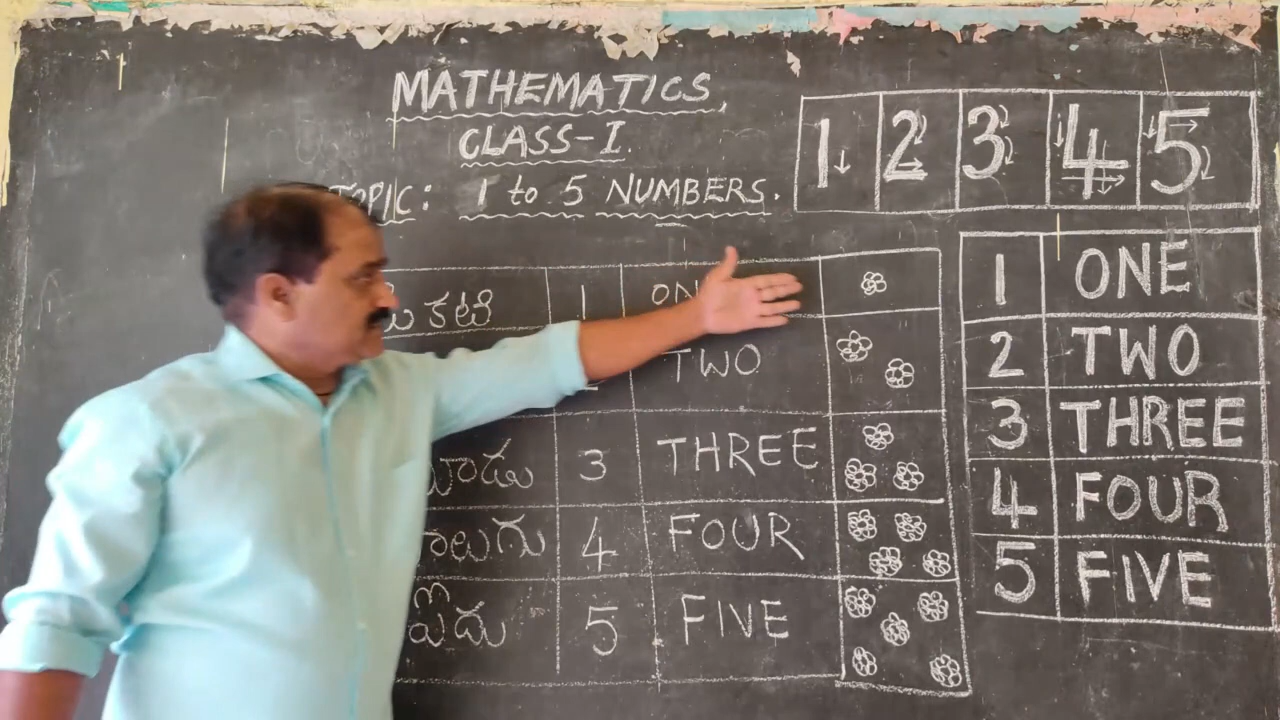 MATHEMATICS,
CLASS-I.
TOPIC: 1 to 5 NUMBERS.
1 2 3 4 5
కటి 1
TWO
మూడు 3 THREE
నాలుగు 4 FOUR
ఐదు 5 FIVE
1 ONE
2 TWO
3 THREE
4 FOUR
5 FIVE